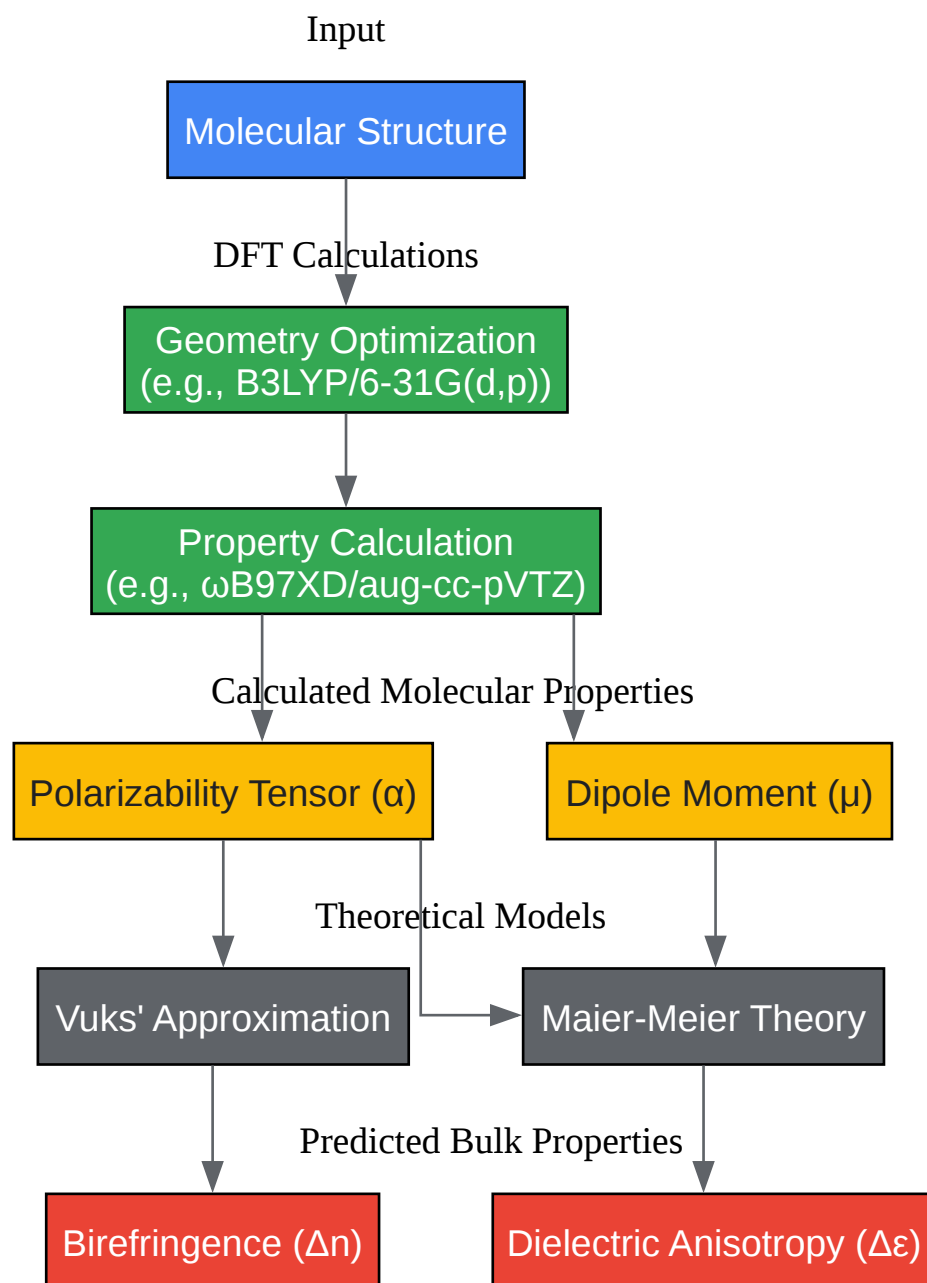 Input
Molecular Structure
DFT Calculations
Geometry Optimization
(e.g., B3LYP/6-31G(d,p))
Property Calculation
(e.g., ωB97XD/aug-cc-pVTZ)
Calculated Molecular Properties
Polarizability Tensor (α)
Dipole Moment (μ)
Theoretical Models
Vuks' Approximation
Maier-Meier Theory
Predicted Bulk Properties
Birefringence (Δn)
Dielectric Anisotropy (Δε)